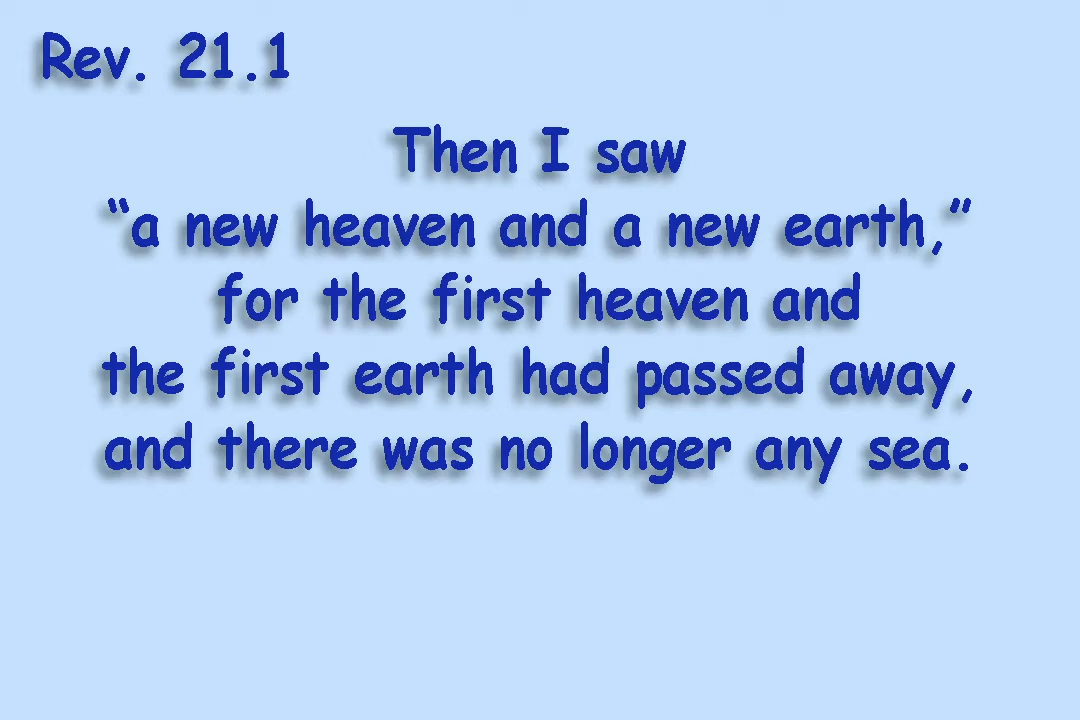 Rev. 21.1
Then I saw
“a new heaven and a new earth,”
for the first heaven and
the first earth had passed away,
and there was no longer any sea.